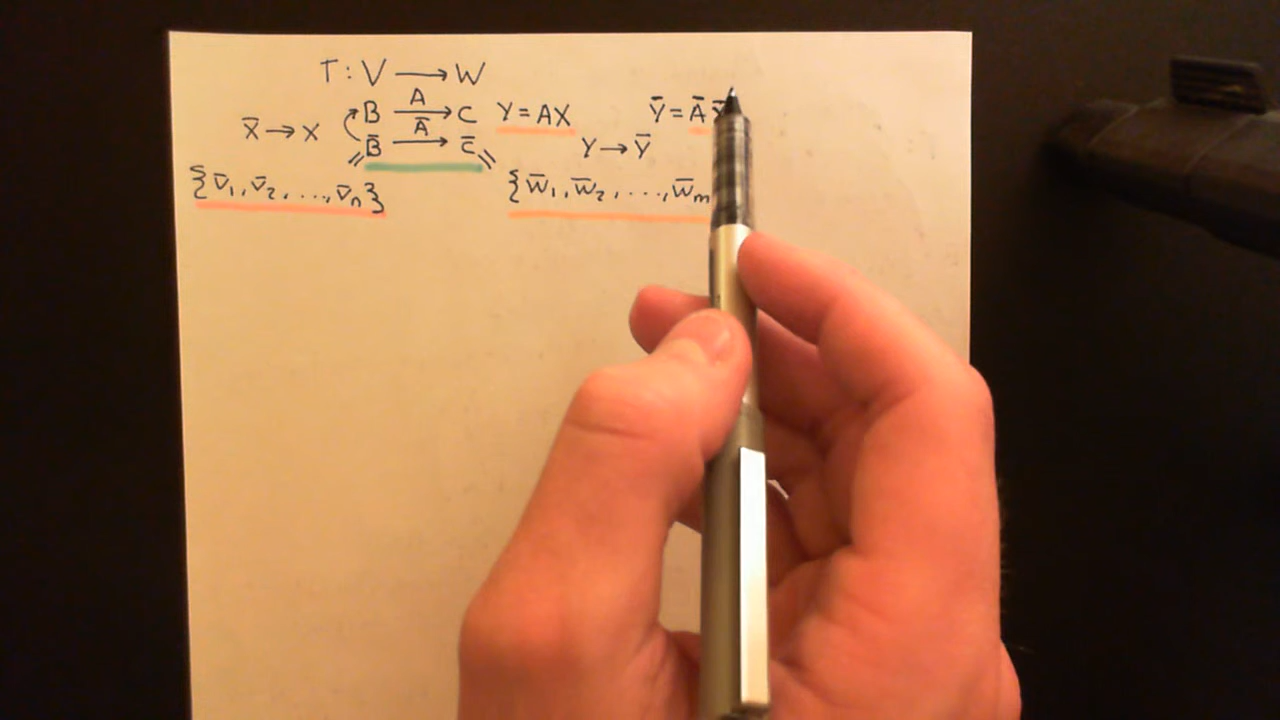 T: V → W
B —A→ C Y = AX Ȳ = Ā X̄
X̄ → X B̄ —Ā→ C̄ Y → Ȳ
{v̄₁, v̄₂, ..., v̄ₙ} {w̄₁, w̄₂, ..., w̄ₘ